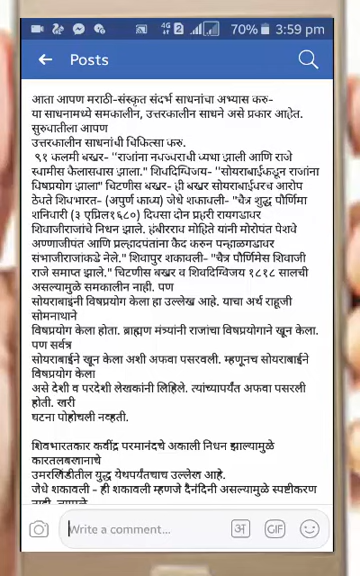 70% 3:59 pm
Posts
आता आपण मराठी-संस्कृत संदर्भ साधनांचा अभ्यास करु-
या साधनामध्ये समकालीन, उत्तरकालीन साधने असे प्रकार आहेत.
सुरुवातीला आपण
उत्तरकालीन साधनांधी चिकित्सा करु.
९१ कलमी बखर- "राजांना नवज्वराची व्यथा झाली आणि राजे
स्वामीस कैलासवास झाला." शिवदिग्विजय- "सोयराबाईकडून राजांना
विषप्रयोग झाला" चिटणीस बखर- ही बखर सोयराबाईवरच आरोप
ठेवते शिवभारत- (अपुर्ण काव्य) जेधे शकावली- "चैत्र शुद्ध पौर्णिमा
शनिवारी (३ एप्रिल१६८०) दिवसा दोन प्रहरी रायगडावर
शिवाजीराजांचे निधन झाले. हंबीरराव मोहिते यांनी मोरोपंत पेशवे
अण्णाजीपंत आणि प्रल्हादपंतांना कैद करुन पन्हाळगडावर
संभाजीराजांकडे नेले." शिवापुर शकावली- "चैत्र पौर्णिमेस शिवाजी
राजे समाप्त झाले." चिटणीस बखर व शिवदिग्विजय १८१८ सालची
असल्यामुळे समकालीन नाही. पण
सोयराबाईने विषप्रयोग केला हा उल्लेख आहे. याचा अर्थ राहूजी
सोमनाथाने
विषप्रयोग केला होता. ब्राह्मण मंत्र्यांनी राजांचा विषप्रयोगाने खून केला.
पण सर्वत्र
सोयराबाईने खून केला अशी अफवा पसरवली. म्हणूनच सोयराबाईने
विषप्रयोग केला
असे देशी व परदेशी लेखकांनी लिहिले. त्यांच्यापर्यंत अफवा पसरली
होती. खरी
घटना पोहोचली नव्हती.
शिवभारतकार कवींद्र परमानंदचे अकाली निधन झाल्यामुळे
कारतलबखानाचे
उमरखिंडीतील युद्ध येथपर्यंतचाच उल्लेख आहे.
जेधे शकावली - ही शकावली म्हणजे दैनंदिनी असल्यामुळे स्पष्टीकरण
Write a comment...
अ GIF